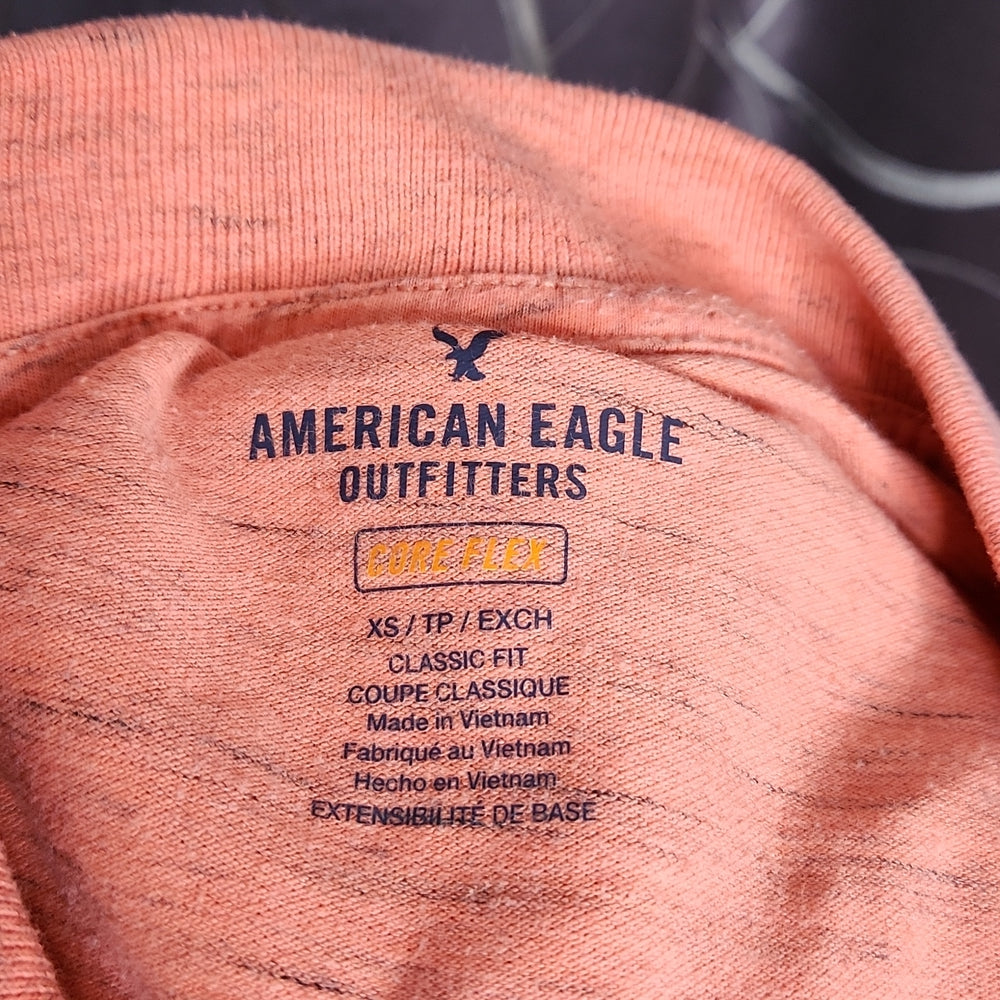 AMERICAN EAGLE
OUTFITTERS
CORE FLEX
XS / TP / EXCH
CLASSIC FIT
COUPE CLASSIQUE
Made in Vietnam
Fabriqué au Vietnam
Hecho en Vietnam
EXTENSIBILITÉ DE BASE